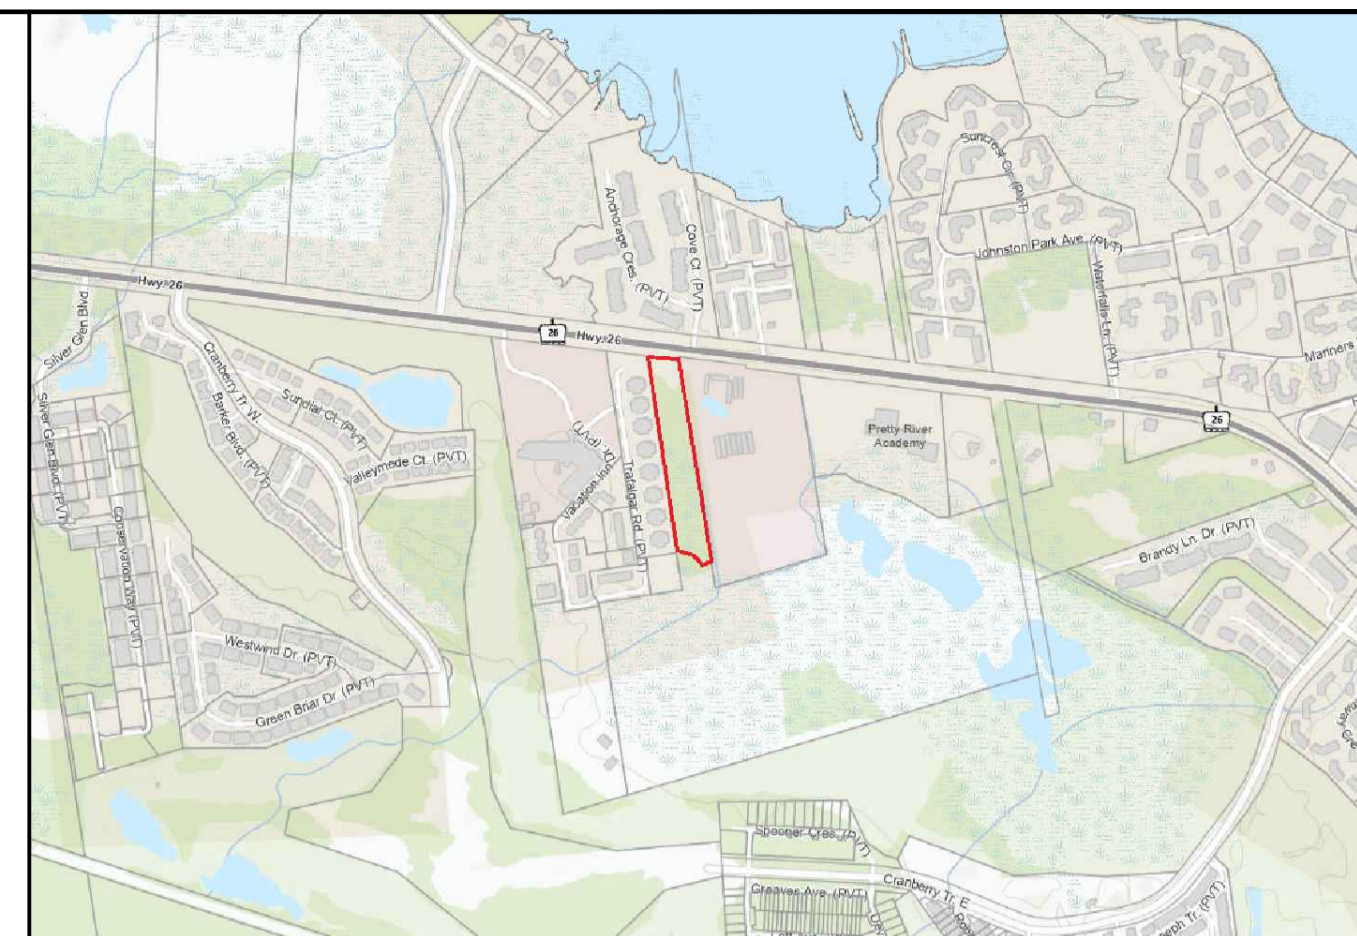 Suncrest Cir. (PVT)
Anchorage Cres. (PVT)
Cove Ct. (PVT)
Johnston Park Ave. (PVT)
Waterfalls Ln. (PVT)
Hwy. 26
Silver Glen Blvd
26
Hwy. 26
Mariners
Cranberry Tr. W.
Sundial Ct. (PVT)
Barker Blvd. (PVT)
Silver Glen Blvd. (PVT)
26
Pretty River
Academy
Valleymede Ct. (PVT)
Vacation Inn Dr. (PVT)
Trafalgar Rd. (PVT)
Conservation Way (PVT)
Brandy Ln. Dr. (PVT)
Westwind Dr. (PVT)
Green Briar Dr. (PVT)
Spooner Cres. (PVT)
Greaves Ave. (PVT)
Cranberry Tr. E